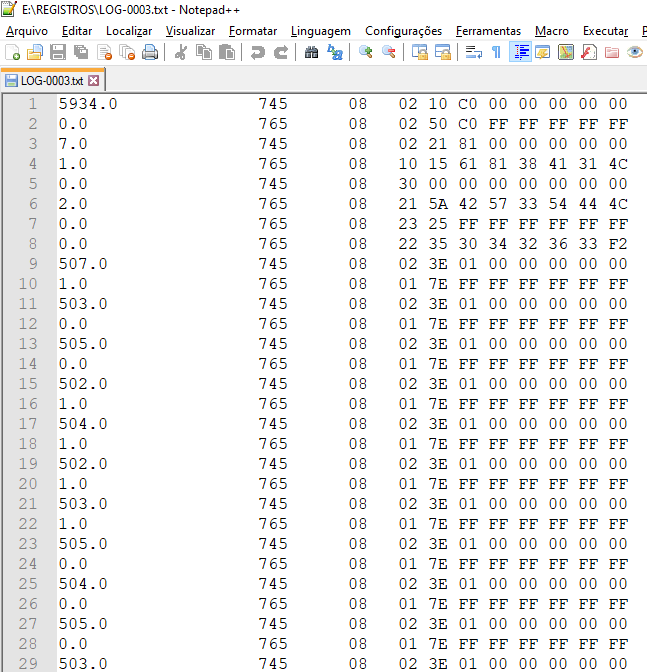 E:\REGISTROS\LOG-0003.txt - Notepad++
Arquivo Editar Localizar Visualizar Formatar Linguagem Configurações Ferramentas Macro Executar P
LOG-0003.txt
1 5934.0 745 08 02 10 C0 00 00 00 00 00
2 0.0 765 08 02 50 C0 FF FF FF FF FF
3 7.0 745 08 02 21 81 00 00 00 00 00
4 1.0 765 08 10 15 61 81 38 41 31 4C
5 0.0 745 08 30 00 00 00 00 00 00 00
6 2.0 765 08 21 5A 42 57 33 54 44 4C
7 0.0 765 08 23 25 FF FF FF FF FF FF
8 0.0 765 08 22 35 30 34 32 36 33 F2
9 507.0 745 08 02 3E 01 00 00 00 00 00
10 1.0 765 08 01 7E FF FF FF FF FF FF
11 503.0 745 08 02 3E 01 00 00 00 00 00
12 0.0 765 08 01 7E FF FF FF FF FF FF
13 505.0 745 08 02 3E 01 00 00 00 00 00
14 0.0 765 08 01 7E FF FF FF FF FF FF
15 502.0 745 08 02 3E 01 00 00 00 00 00
16 1.0 765 08 01 7E FF FF FF FF FF FF
17 504.0 745 08 02 3E 01 00 00 00 00 00
18 1.0 765 08 01 7E FF FF FF FF FF FF
19 502.0 745 08 02 3E 01 00 00 00 00 00
20 1.0 765 08 01 7E FF FF FF FF FF FF
21 503.0 745 08 02 3E 01 00 00 00 00 00
22 1.0 765 08 01 7E FF FF FF FF FF FF
23 505.0 745 08 02 3E 01 00 00 00 00 00
24 0.0 765 08 01 7E FF FF FF FF FF FF
25 504.0 745 08 02 3E 01 00 00 00 00 00
26 0.0 765 08 01 7E FF FF FF FF FF FF
27 505.0 745 08 02 3E 01 00 00 00 00 00
28 0.0 765 08 01 7E FF FF FF FF FF FF
29 503.0 745 08 02 3E 01 00 00 00 00 00